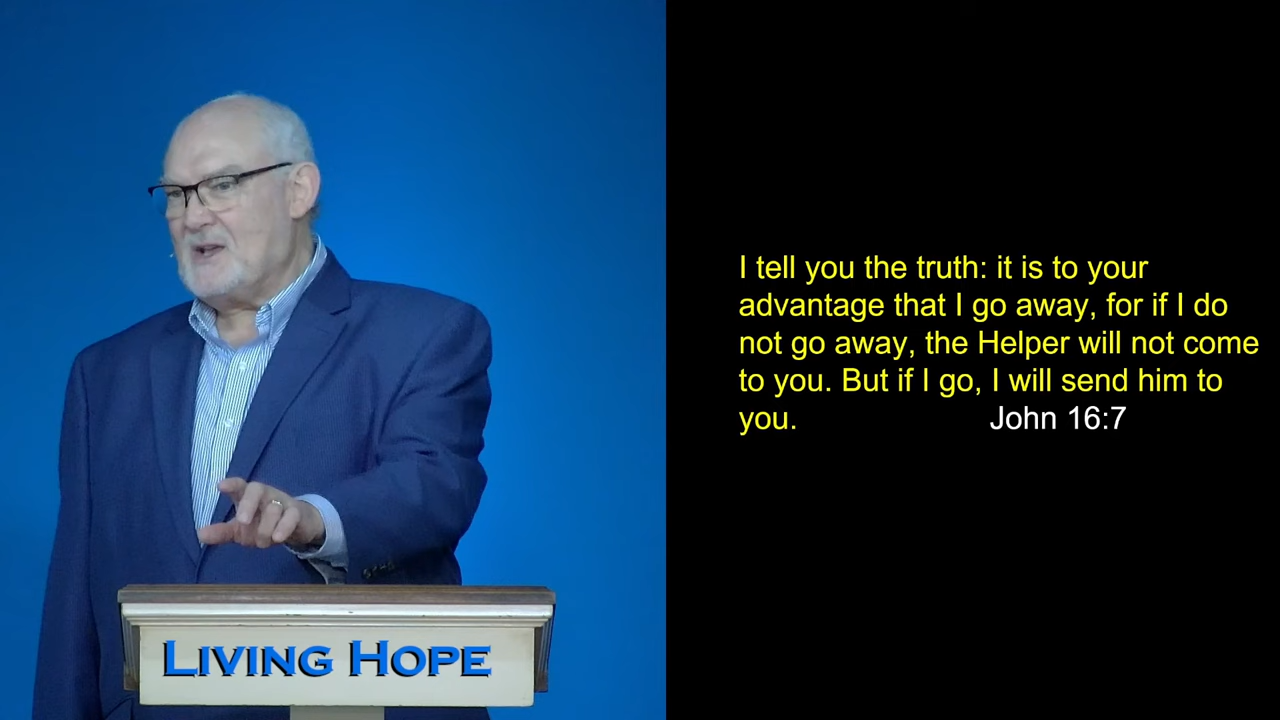 I tell you the truth: it is to your
advantage that I go away, for if I do
not go away, the Helper will not come
to you. But if I go, I will send him to
you. John 16:7
LIVING HOPE